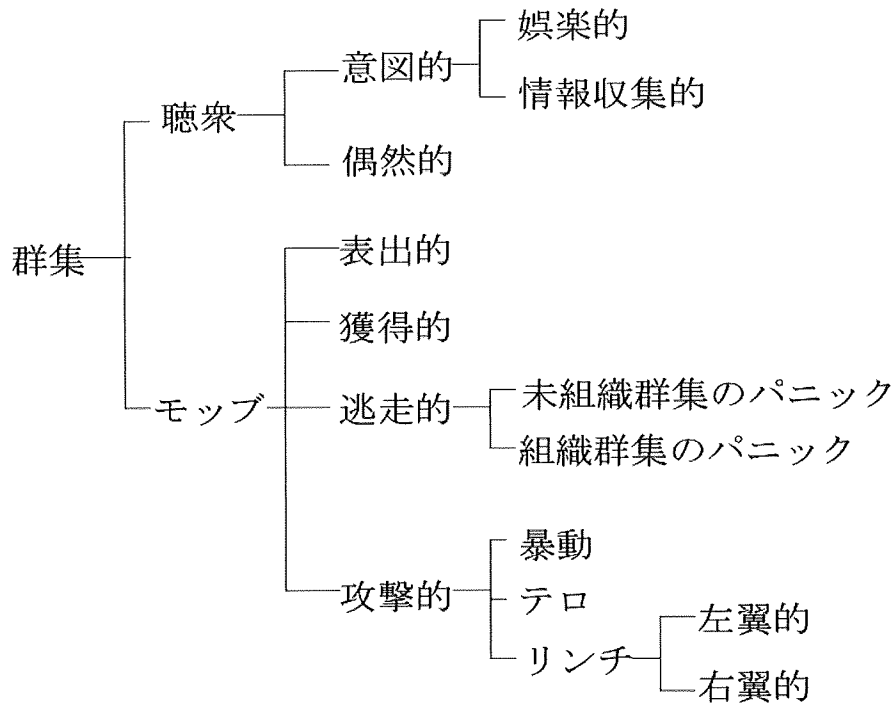 群集
聴衆
意図的
娯楽的
情報収集的
偶然的
モッブ
表出的
獲得的
逃走的
未組織群集のパニック
組織群集のパニック
攻撃的
暴動
テロ
リンチ
左翼的
右翼的